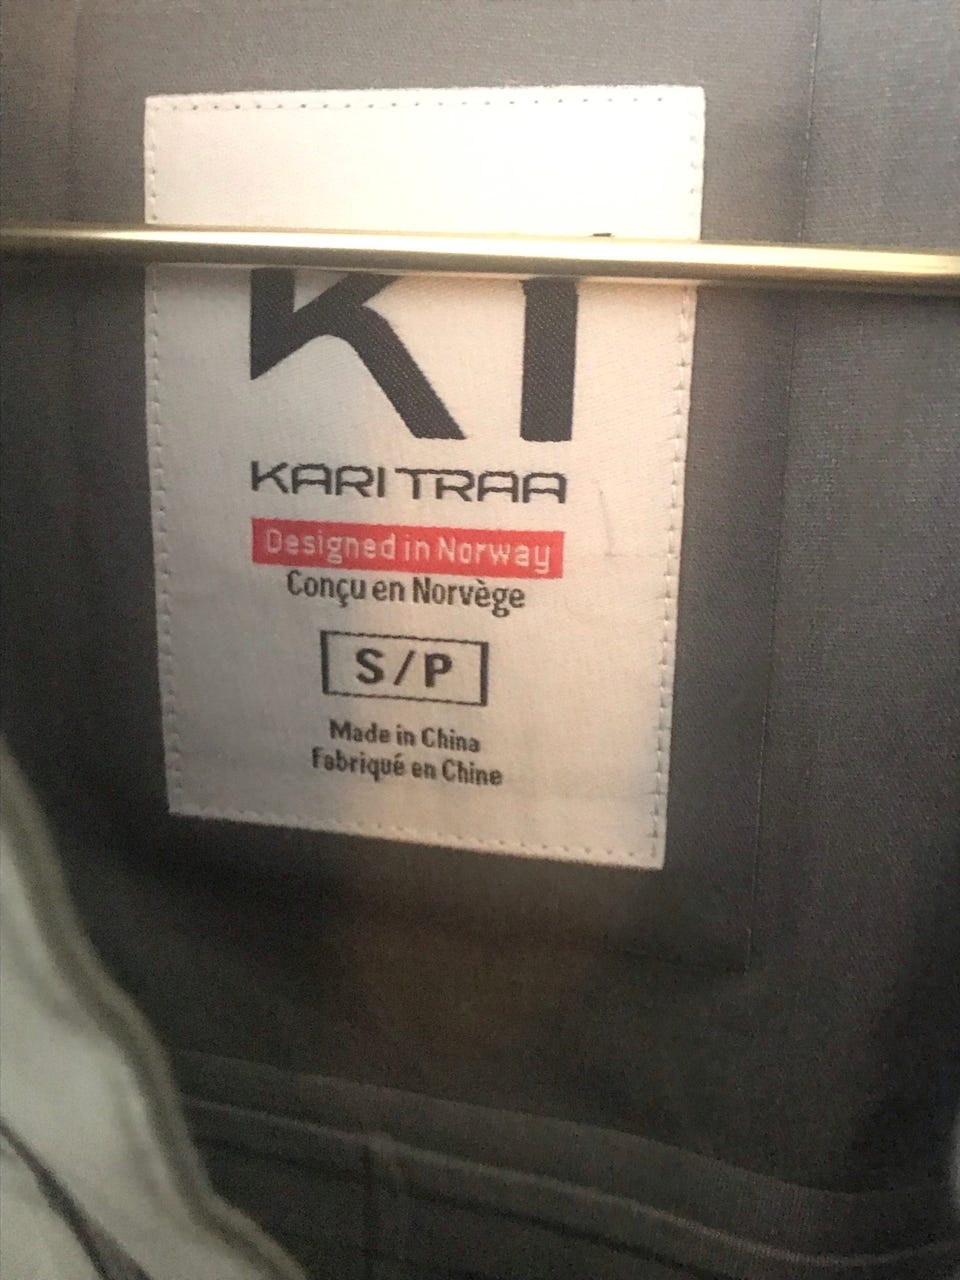 KT
KARI TRAA
Designed in Norway
Conçu en Norvège
S/P
Made in China
Fabriqué en Chine